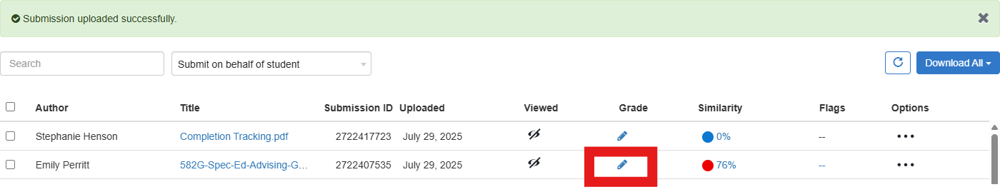 Submission uploaded successfully.
Search
Submit on behalf of student
Download All
Author Title Submission ID Uploaded Viewed Grade Similarity Flags Options
Stephanie Henson Completion Tracking.pdf 2722417723 July 29, 2025 0% --
Emily Perritt 582G-Spec-Ed-Advising-G... 2722407535 July 29, 2025 76% --